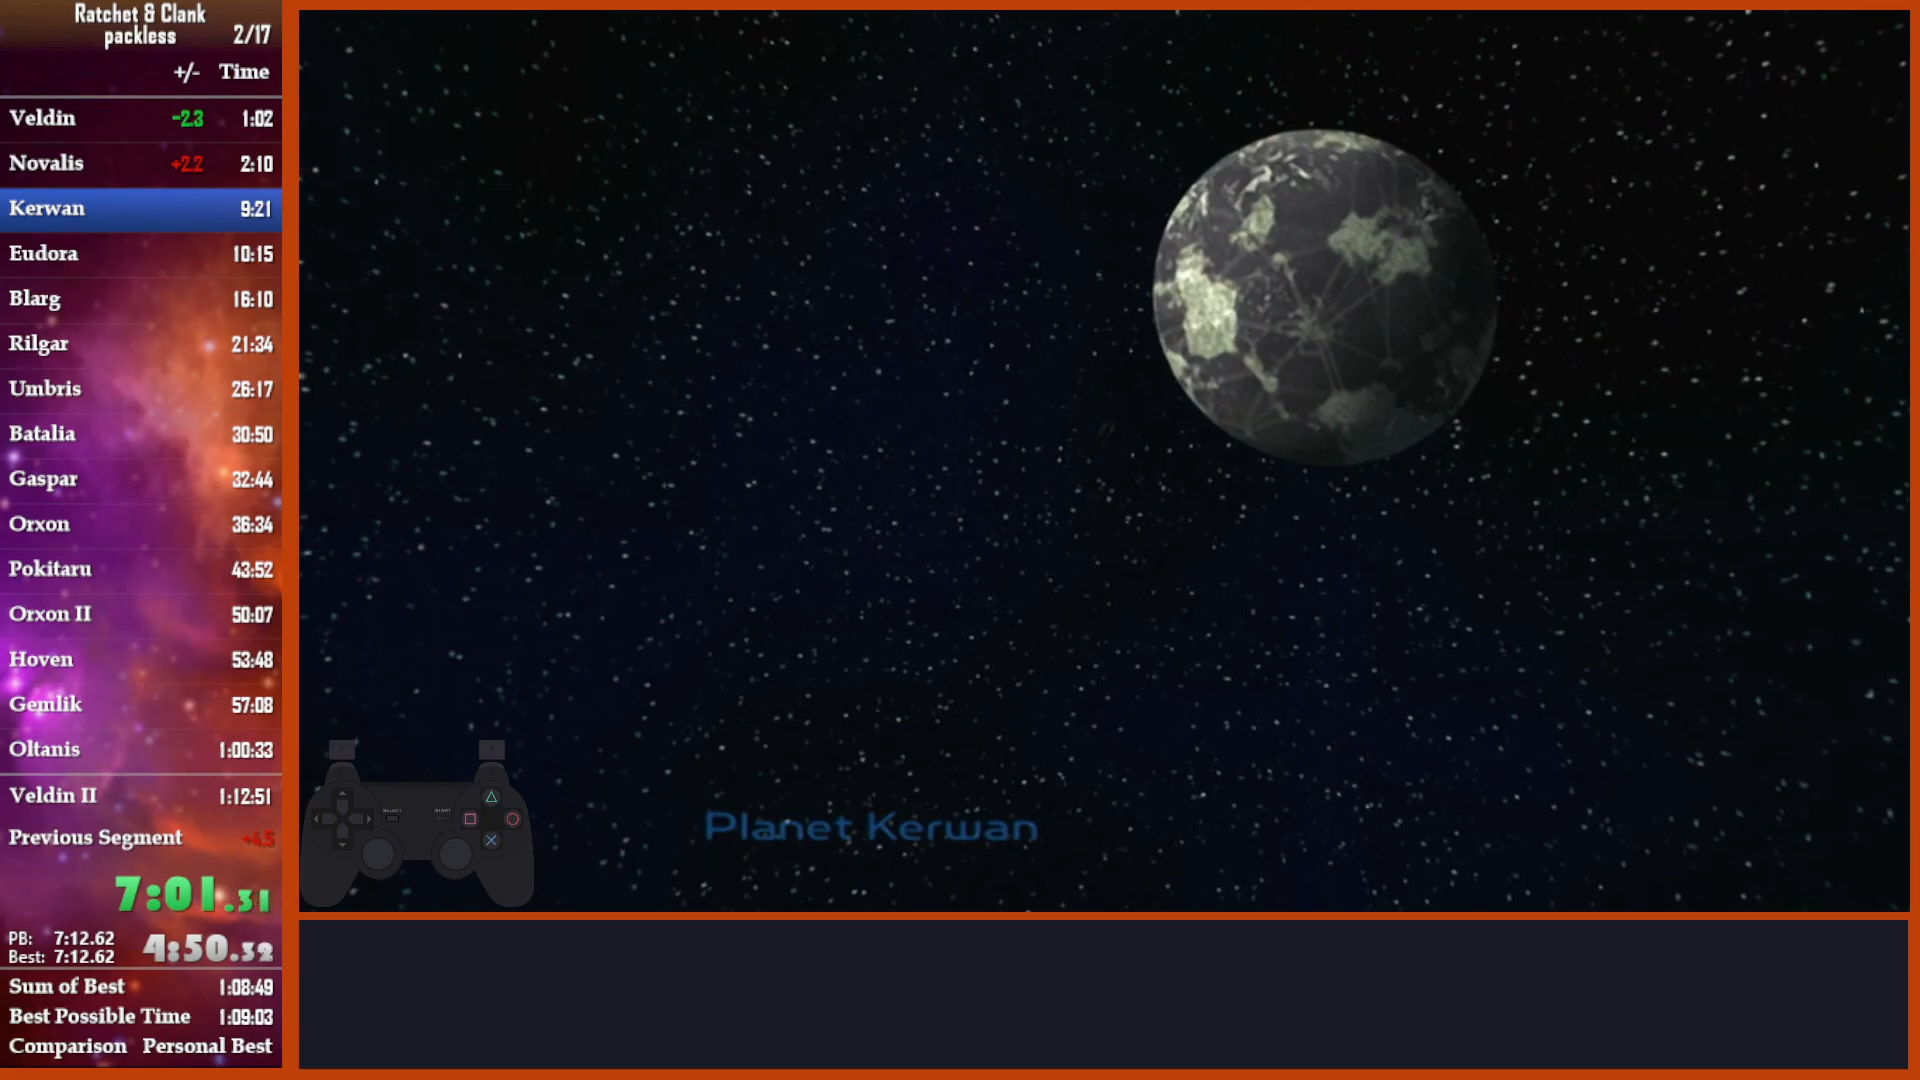 Ratchet & Clank
packless 2/17
+/- Time
Veldin -2.3 1:02
Novalis +2.2 2:10
Kerwan 9:21
Eudora 10:15
Blarg 16:10
Rilgar 21:34
Umbris 26:17
Batalia 30:50
Gaspar 32:44
Orxon 36:34
Pokitaru 43:52
Orxon II 50:07
Hoven 53:48
Gemlik 57:08
Oltanis 1:00:33
Veldin II 1:12:51
Previous Segment +4.5
7:01.31
PB: 7:12.62
Best: 7:12.62
4:50.32
Sum of Best 1:08:49
Best Possible Time 1:09:03
Comparison Personal Best
SELECT START
Planet Kerwan